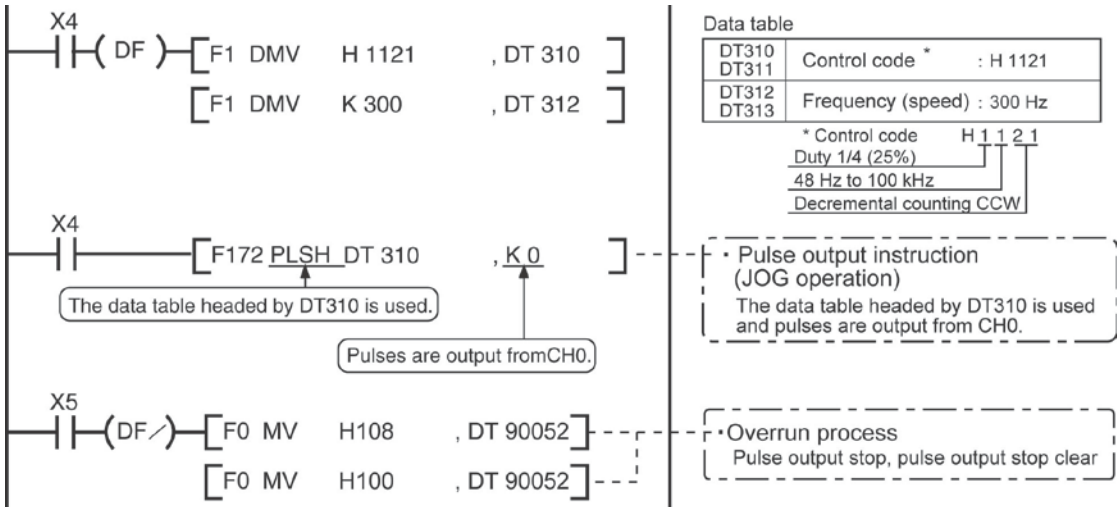 X4
( DF ) F1 DMV H 1121 , DT 310
F1 DMV K 300 , DT 312
X4
F172 PLSH DT 310 , K 0
The data table headed by DT310 is used.
Pulses are output fromCH0.
X5
(DF/) F0 MV H108 , DT 90052
F0 MV H100 , DT 90052
Data table
DT310
DT311
Control code * : H 1121
DT312
DT313
Frequency (speed) : 300 Hz
* Control code H 1 1 2 1
Duty 1/4 (25%)
48 Hz to 100 kHz
Decremental counting CCW
· Pulse output instruction
(JOG operation)
The data table headed by DT310 is used
and pulses are output from CH0.
·Overrun process
Pulse output stop, pulse output stop clear